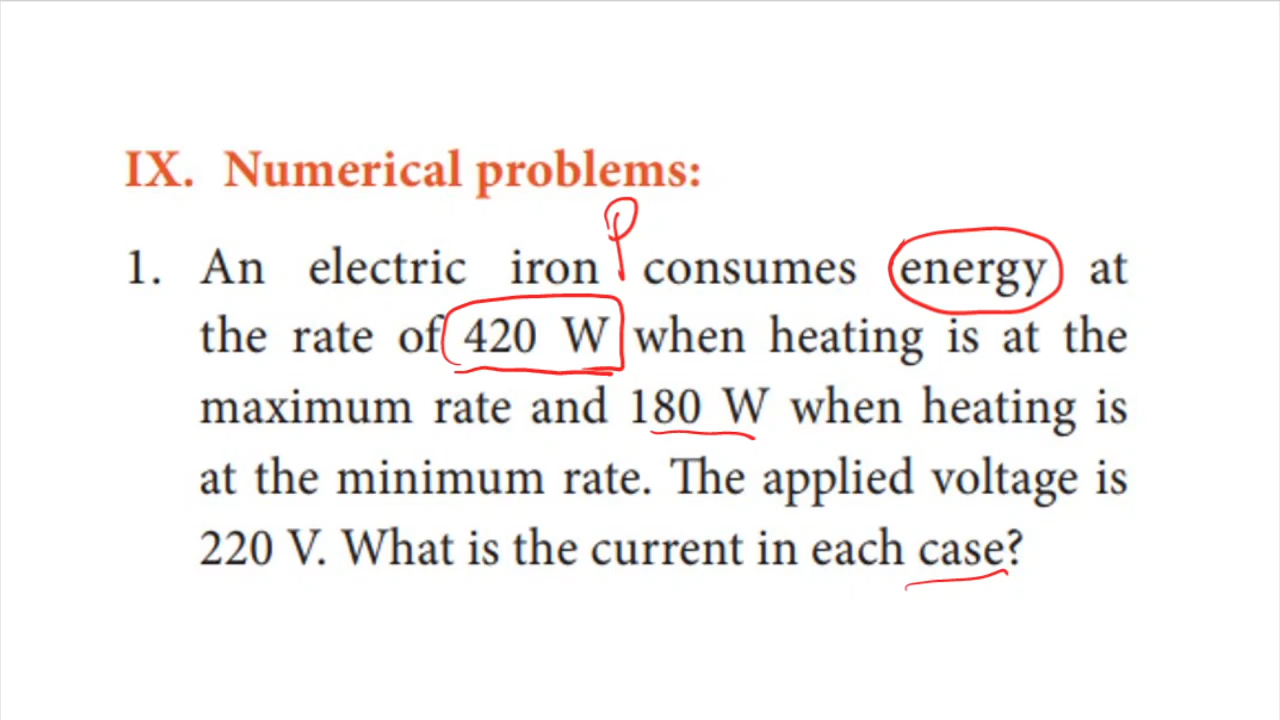 IX. Numerical problems:
P
1. An electric iron consumes energy at
the rate of 420 W when heating is at the
maximum rate and 180 W when heating is
at the minimum rate. The applied voltage is
220 V. What is the current in each case?